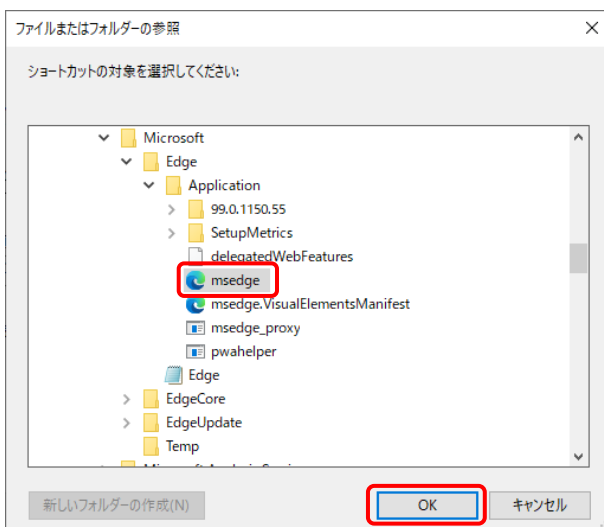 ファイルまたはフォルダーの参照
ショートカットの対象を選択してください:
Microsoft
Edge
Application
99.0.1150.55
SetupMetrics
delegatedWebFeatures
msedge
msedge.VisualElementsManifest
msedge_proxy
pwahelper
Edge
EdgeCore
EdgeUpdate
Temp
新しいフォルダーの作成(N)
OK
キャンセル